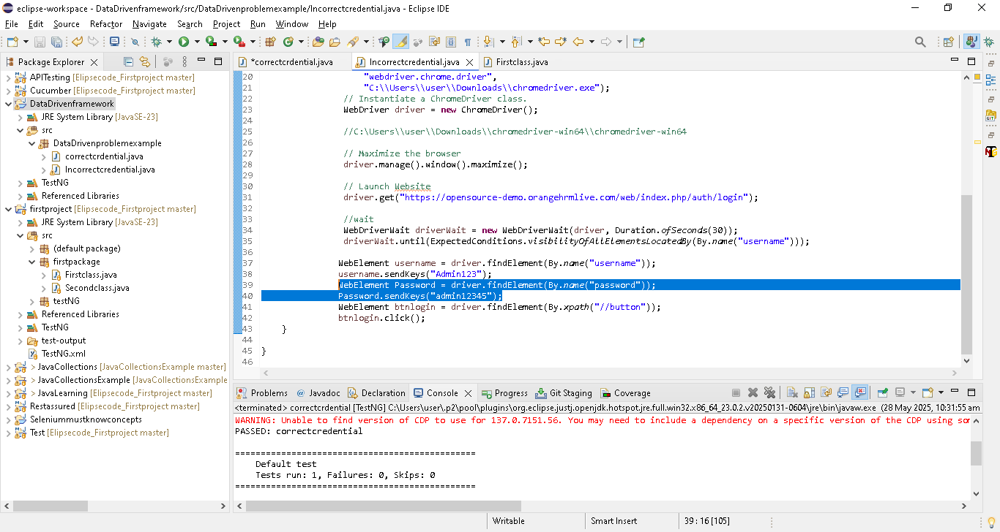 eclipse-workspace - DataDrivenframework/src/DataDrivenproblemexample/Incorrectcredential.java - Eclipse IDE
File Edit Source Refactor Navigate Search Project Run Window Help
Package Explorer
APITesting [Elipsecode_Firstproject master]
Cucumber [Elipsecode_Firstproject master]
DataDrivenframework
JRE System Library [JavaSE-23]
src
DataDrivenproblemexample
correctcrdential.java
Incorrectcredential.java
TestNG
Referenced Libraries
firstproject [Elipsecode_Firstproject master]
JRE System Library [JavaSE-23]
src
(default package)
firstpackage
Firstclass.java
Secondclass.java
testNG
Referenced Libraries
TestNG
test-output
TestNG.xml
> JavaCollections [JavaCollectionsExample master]
> JavaCollectionsExample [JavaCollectionsExample
> JavaLearning [Elipsecode_Firstproject master]
Restassured [Elipsecode_Firstproject master]
Seleniummustknowconcepts
Test [Elipsecode_Firstproject master]
*correctcrdential.java Incorrectcredential.java Firstclass.java
20 "webdriver.chrome.driver",
21 "C:\\Users\\user\\Downloads\\chromedriver.exe");
22 // Instantiate a ChromeDriver class.
23 WebDriver driver = new ChromeDriver();
24
25 //C:\Users\\user\\Downloads\\chromedriver-win64\\chromedriver-win64
26
27 // Maximize the browser
28 driver.manage().window().maximize();
29
30 // Launch Website
31 driver.get("https://opensource-demo.orangehrmlive.com/web/index.php/auth/login");
32
33 //wait
34 WebDriverWait driverWait = new WebDriverWait(driver, Duration.ofSeconds(30));
35 driverWait.until(ExpectedConditions.visibilityOfAllElementsLocatedBy(By.name("username")));
36
37 WebElement username = driver.findElement(By.name("username"));
38 username.sendKeys("Admin123");
39 WebElement Password = driver.findElement(By.name("password"));
40 Password.sendKeys("admin12345");
41 WebElement btnlogin = driver.findElement(By.xpath("//button"));
42 btnlogin.click();
43 }
44
45 }
46
Problems @ Javadoc Declaration Console Progress Git Staging Coverage
<terminated> correctcrdential [TestNG] C:\Users\user\.p2\pool\plugins\org.eclipse.justj.openjdk.hotspot.jre.full.win32.x86_64_23.0.2.v20250131-0604\jre\bin\javaw.exe (28 May 2025, 10:31:55 am
WARNING: Unable to find version of CDP to use for 137.0.7151.56. You may need to include a dependency on a specific version of the CDP using som
PASSED: correctcredential
===============================================
Default test
Tests run: 1, Failures: 0, Skips: 0
===============================================
Writable Smart Insert 39 : 16 [105]